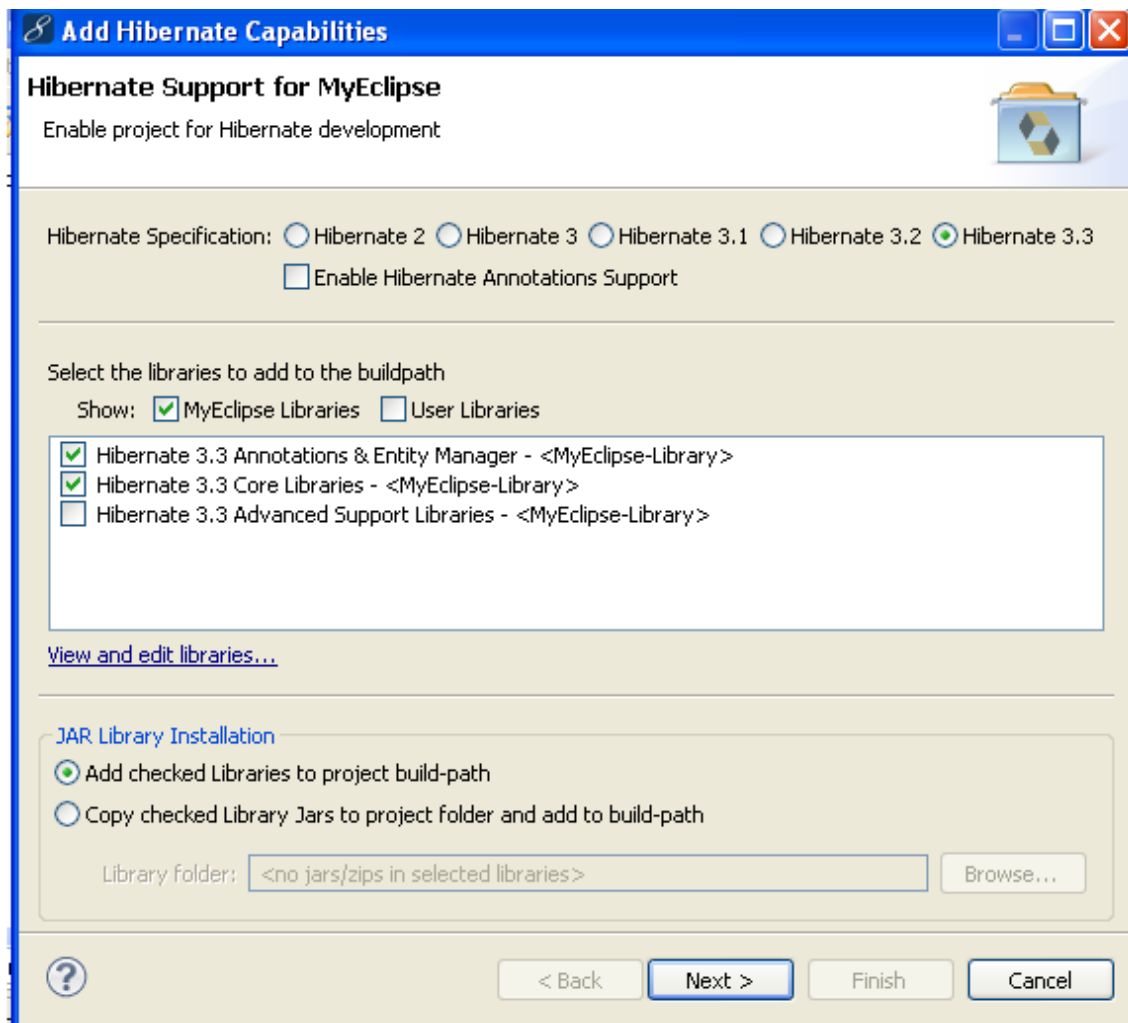 Add Hibernate Capabilities
Hibernate Support for MyEclipse
Enable project for Hibernate development
Hibernate Specification: Hibernate 2 Hibernate 3 Hibernate 3.1 Hibernate 3.2 Hibernate 3.3
Enable Hibernate Annotations Support
Select the libraries to add to the buildpath
Show: MyEclipse Libraries User Libraries
Hibernate 3.3 Annotations & Entity Manager - <MyEclipse-Library>
Hibernate 3.3 Core Libraries - <MyEclipse-Library>
Hibernate 3.3 Advanced Support Libraries - <MyEclipse-Library>
View and edit libraries...
JAR Library Installation
Add checked Libraries to project build-path
Copy checked Library Jars to project folder and add to build-path
Library folder: <no jars/zips in selected libraries> Browse...
? < Back Next > Finish Cancel